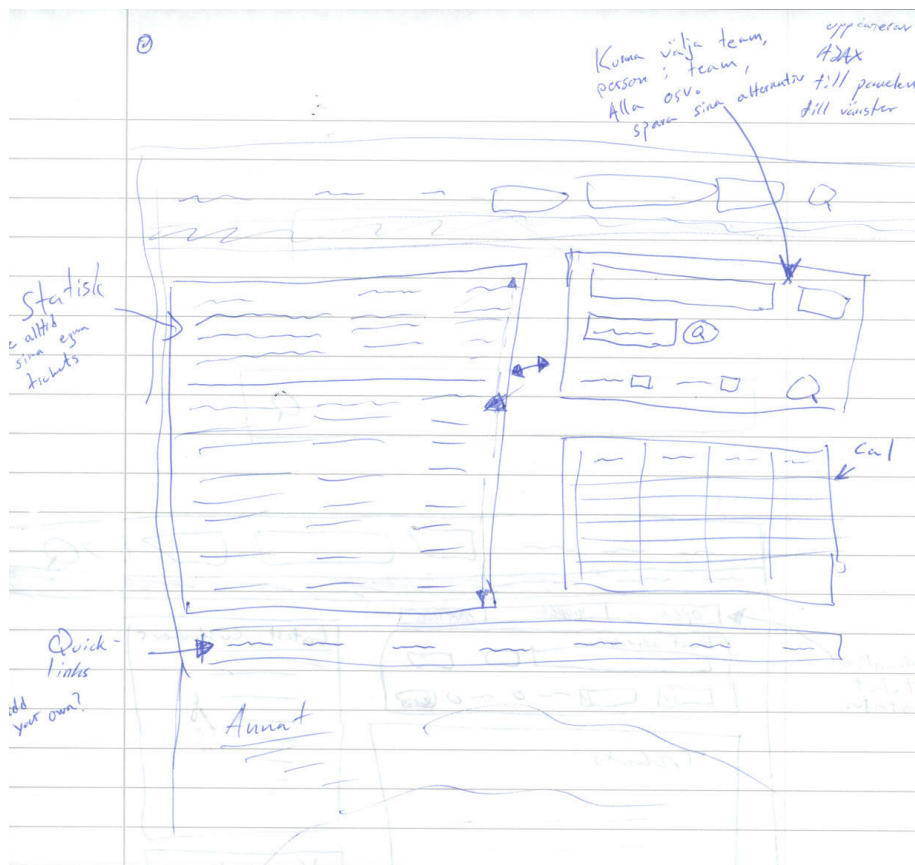 Kunna välja team,
person i team,
Alla osv.
spara sina alternativ
AJAX
till panelen
till vänster
Statisk
alltid
sina egna
tickets
Cal
Quick-
links
your own?
Annat